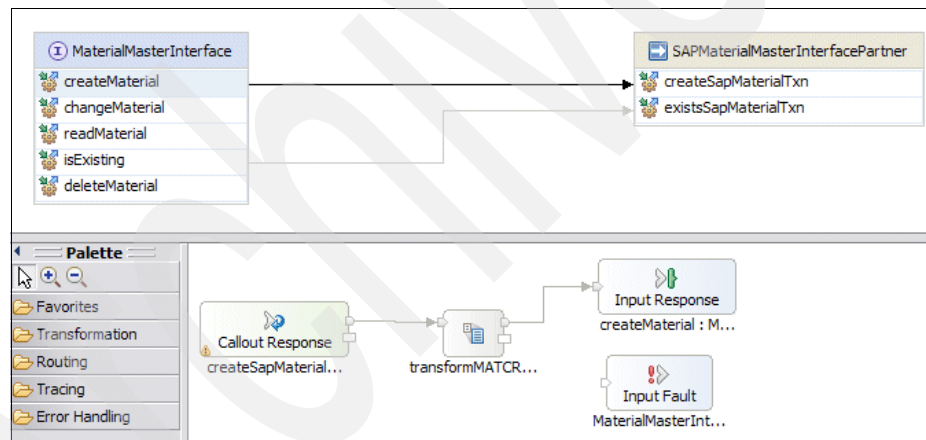 MaterialMasterInterface
createMaterial
changeMaterial
readMaterial
isExisting
deleteMaterial
SAPMaterialMasterInterfacePartner
createSapMaterialTxn
existsSapMaterialTxn
Palette
Favorites
Transformation
Routing
Tracing
Error Handling
Callout Response
createSapMaterial...
transformMATCR...
Input Response
createMaterial : M...
Input Fault
MaterialMasterInt...